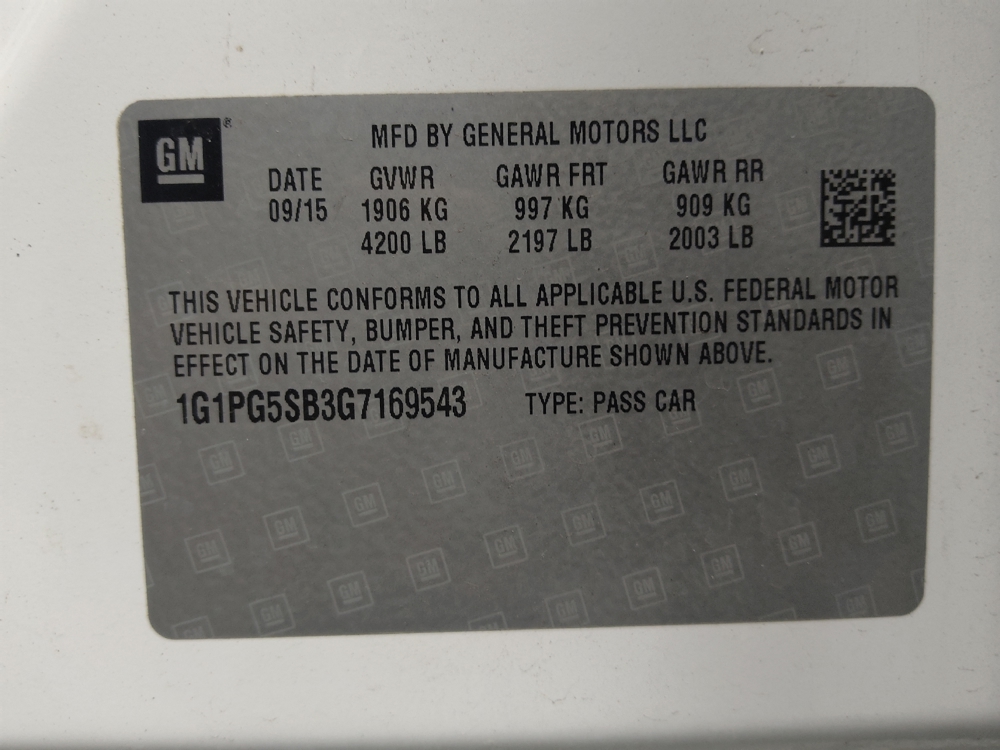 GM®
MFD BY GENERAL MOTORS LLC
DATE GVWR GAWR FRT GAWR RR
09/15 1906 KG 997 KG 909 KG
4200 LB 2197 LB 2003 LB
THIS VEHICLE CONFORMS TO ALL APPLICABLE U.S. FEDERAL MOTOR
VEHICLE SAFETY, BUMPER, AND THEFT PREVENTION STANDARDS IN
EFFECT ON THE DATE OF MANUFACTURE SHOWN ABOVE.
1G1PG5SB3G7169543 TYPE: PASS CAR